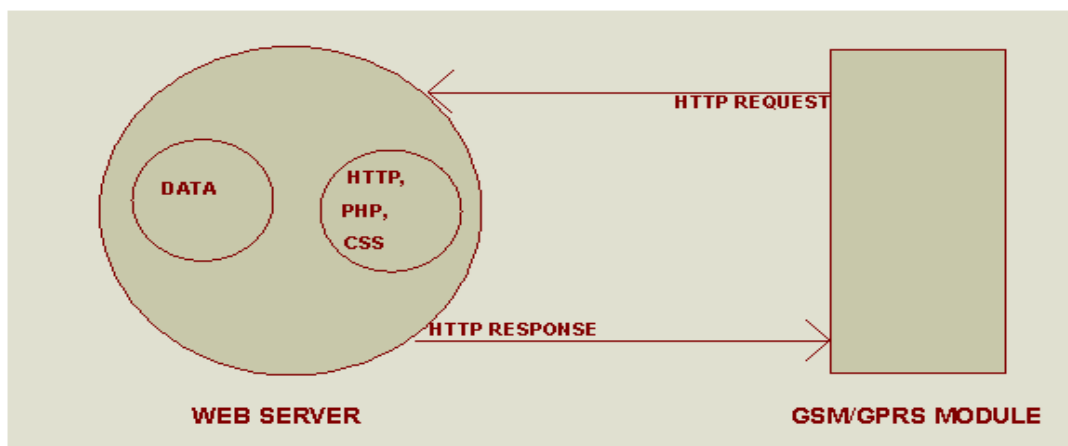 HTTP REQUEST
DATA
HTTP,
PHP,
CSS
HTTP RESPONSE
WEB SERVER
GSM/GPRS MODULE